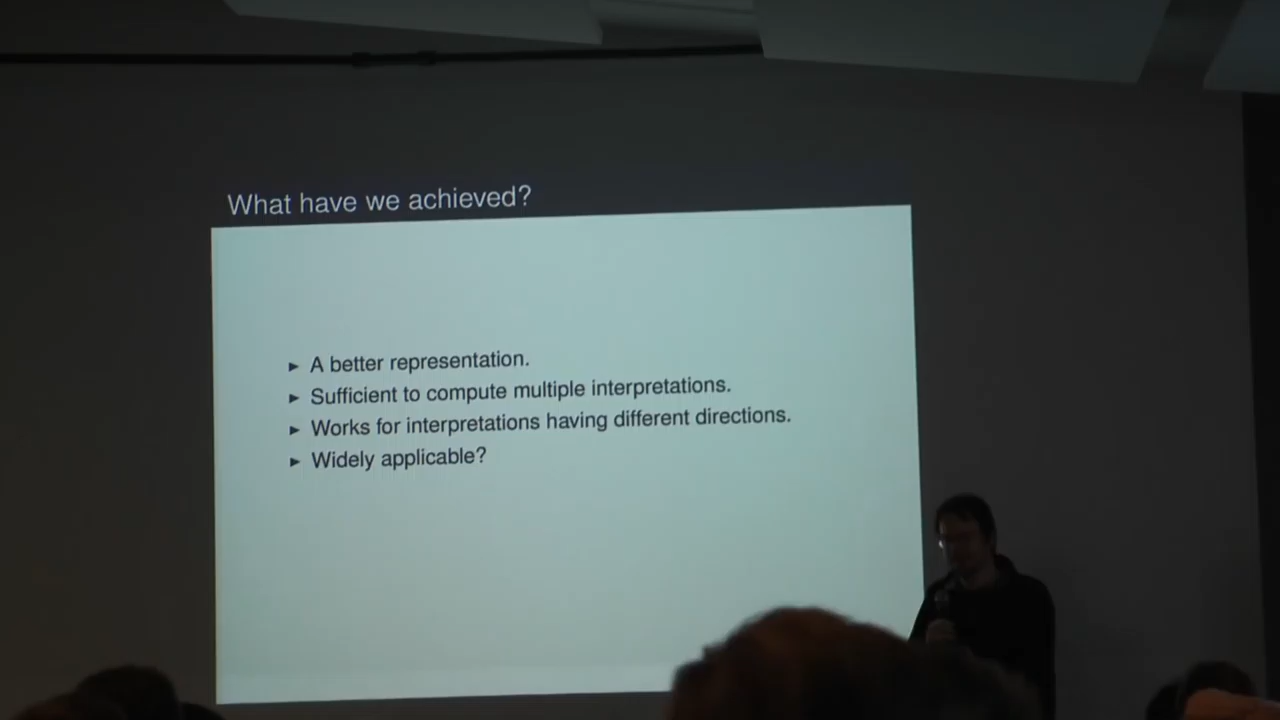 What have we achieved?
► A better representation.
► Sufficient to compute multiple interpretations.
► Works for interpretations having different directions.
► Widely applicable?